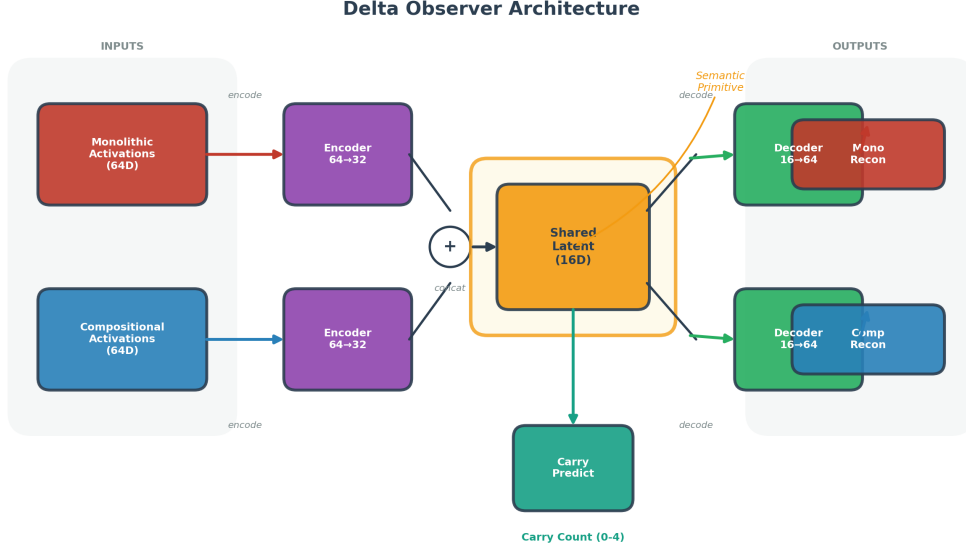 Delta Observer Architecture
INPUTS
OUTPUTS
Semantic
Primitive
encode
decode
Monolithic
Activations
(64D)
Encoder
64→32
Decoder
16→64
Mono
Recon
Shared
Latent
(16D)
+
concat
Compositional
Activations
(64D)
Encoder
64→32
Decoder
16→64
Comp
Recon
encode
decode
Carry
Predict
Carry Count (0-4)